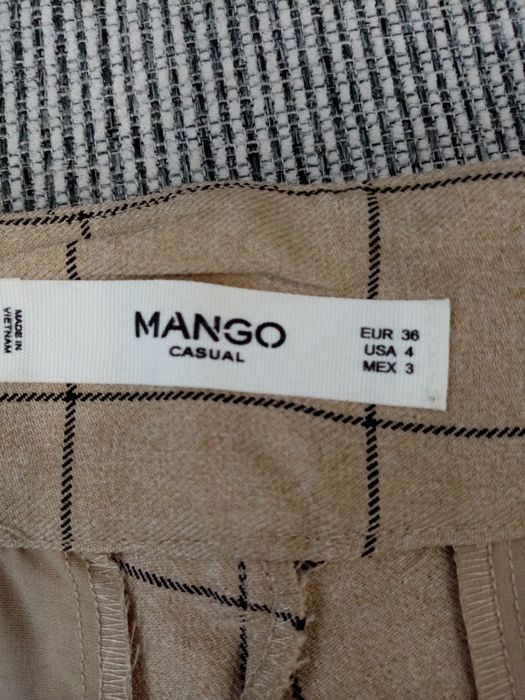 MADE IN
VIETNAM
MANGO
CASUAL
EUR 36
USA 4
MEX 3